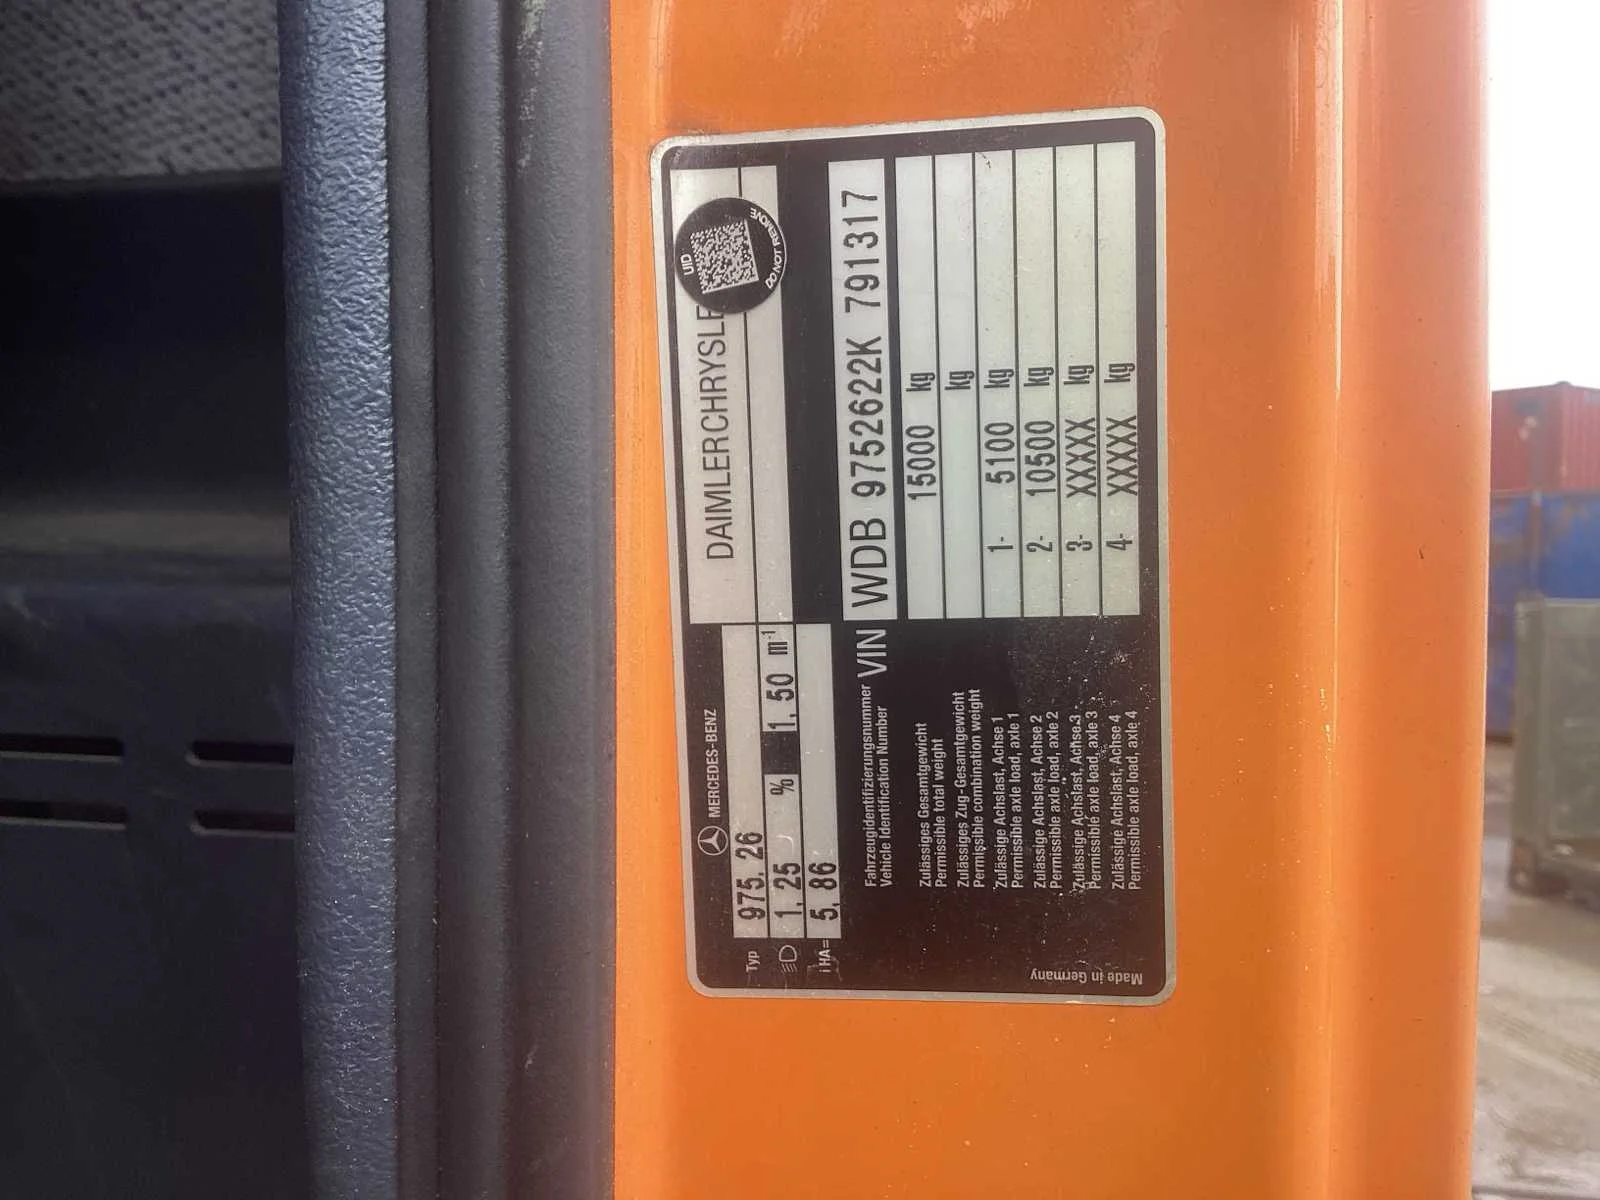 MERCEDES-BENZ
DAIMLERCHRYSLE
UID
DO NOT REMOVE
Typ 975.26
1,25 % 1,50 m⁻¹
i HA= 5,86
Fahrzeugidentifizierungsnummer
Vehicle Identification Number
VIN WDB 9752622K 791317
Zulässiges Gesamtgewicht
Permissible total weight
15000 kg
Zulässiges Zug-Gesamtgewicht
Permissible combination weight
kg
Zulässige Achslast, Achse 1
Permissible axle load, axle 1
1- 5100 kg
Zulässige Achslast, Achse 2
Permissible axle load, axle 2
2- 10500 kg
Zulässige Achslast, Achse 3
Permissible axle load, axle 3
3- XXXXX kg
Zulässige Achslast, Achse 4
Permissible axle load, axle 4
4- XXXXX kg
Made in Germany